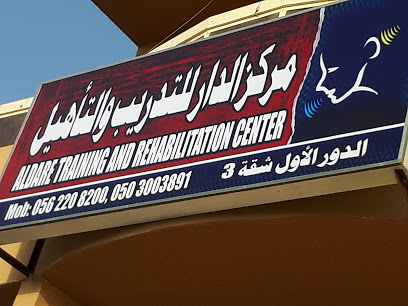 مركز الدار للتدريب والتأهيل
ALDARE TRAINING AND REHABILITATION CENTER
Mob: 056 220 8200, 050 3003891
الدور الأول شقة 3